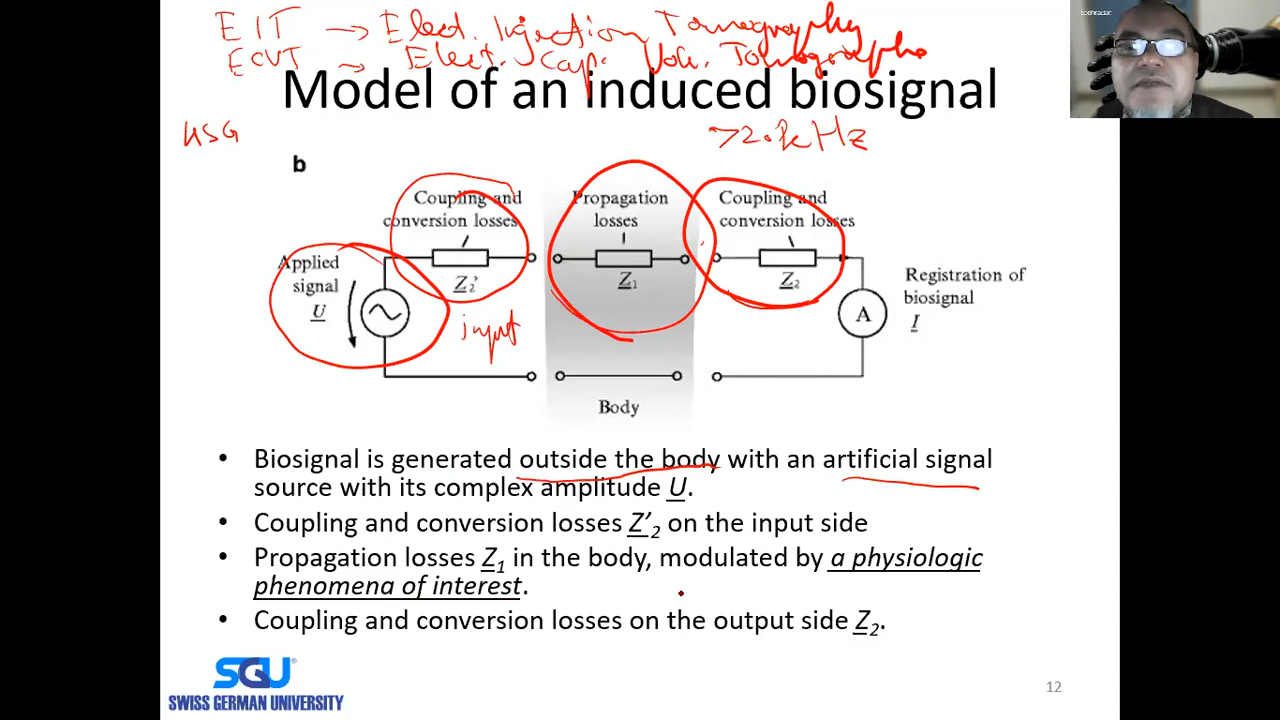 EIT → Elect. Injection Tomography
ECVT → Elect. Cap. Vol. Tomography
Model of an induced biosignal
USG
>20kHz
b
Coupling and
conversion losses
Propagation
losses
Coupling and
conversion losses
Applied
signal
U
Z2'
Z1
Z2
A
Registration of
biosignal
I
input
Body
• Biosignal is generated outside the body with an artificial signal
source with its complex amplitude U.
• Coupling and conversion losses Z'2 on the input side
• Propagation losses Z1 in the body, modulated by a physiologic
phenomena of interest.
• Coupling and conversion losses on the output side Z2.
SGU
SWISS GERMAN UNIVERSITY
12